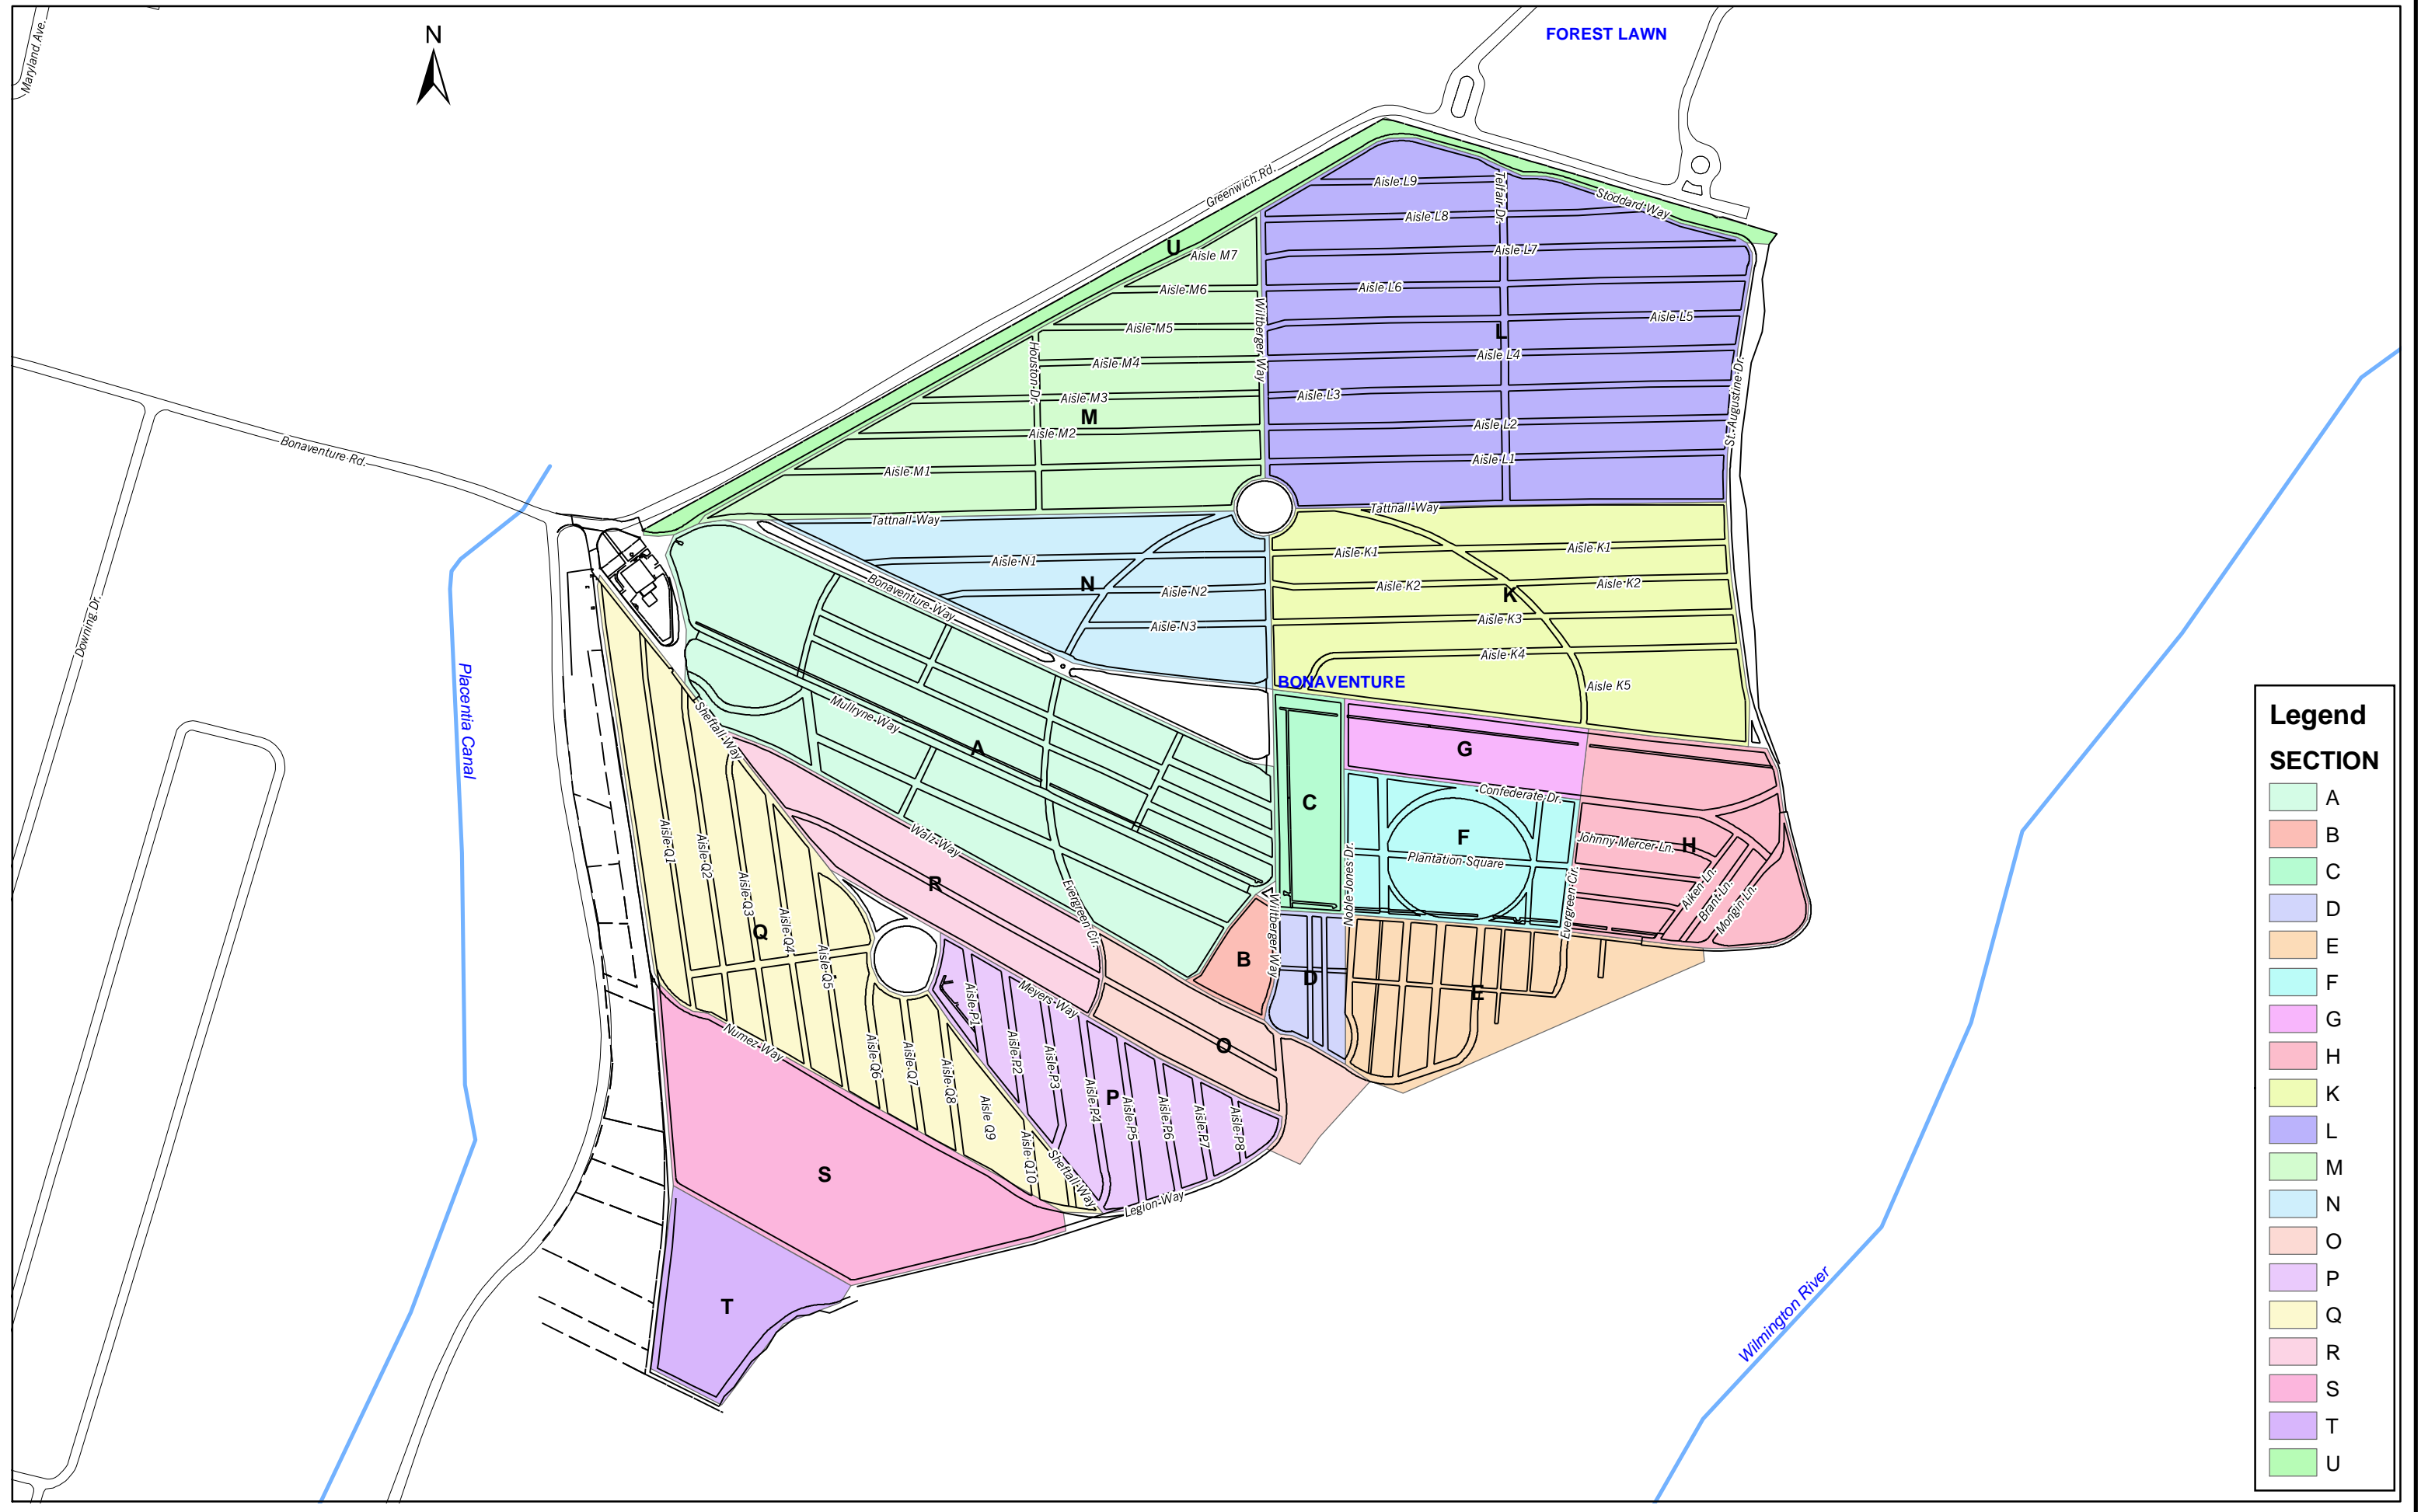 FOREST LAWN
Maryland Ave.
N
Greenwich Rd.
Aisle L9
Telfair Dr.
Stoddard Way
Aisle L8
U
Aisle M7
Aisle L7
Aisle M6
Aisle L6
Wiltberger Way
Aisle L5
Aisle M5
L
Houston Dr.
Aisle M4
Aisle L4
St. Augustine Dr.
Aisle M3
Aisle L3
M
Aisle M2
Aisle L2
Bonaventure Rd.
Aisle M1
Aisle L1
Tattnall Way
Tattnall Way
Aisle N1
Aisle K1
Aisle K1
Bonaventure Way
N
Aisle N2
Aisle K2
Aisle K2
K
Downing Dr.
Aisle N3
Aisle K3
Aisle K4
BONAVENTURE
Aisle K5
Placentia Canal
Sheftall Way
Mullryne Way
A
G
Legend
SECTION
A
B
C
D
E
F
G
H
K
L
M
N
O
P
Q
R
S
T
U
C
Confederate Dr.
F
Johnny Mercer Ln.
H
Aisle Q1
Aisle Q2
Walz Way
Plantation Square
Noble Jones Dr.
R
Aisle Q3
Evergreen Cir.
Evergreen Cir.
Aiken Ln.
Brant Ln.
Mongin Ln.
Q
Aisle Q4
Aisle Q5
Wiltberger Way
B
D
E
Aisle P1
Meyers Way
Numez Way
O
Aisle Q6
Aisle Q7
Aisle Q8
Aisle P2
Aisle P3
P
Aisle Q9
Aisle P4
Aisle P5
Aisle P6
Aisle P7
Aisle P8
Aisle Q10
Sheftall Way
S
Legion Way
T
Wilmington River